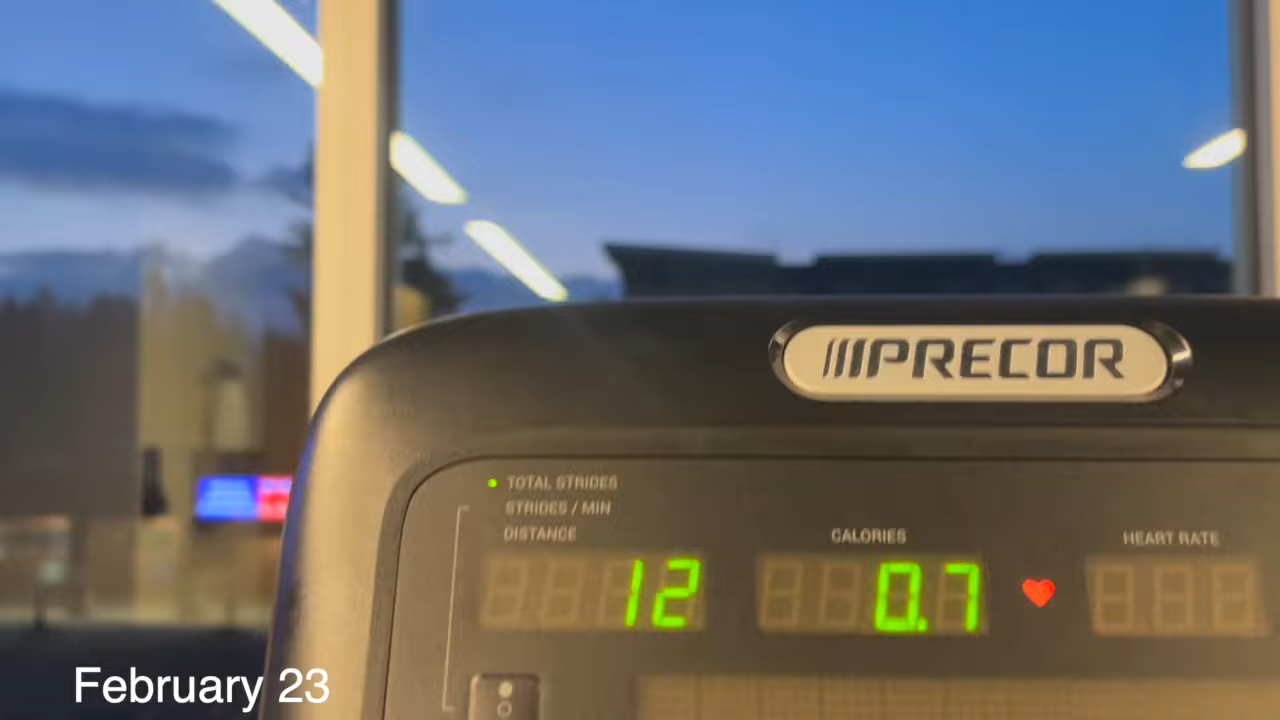 PRECOR
TOTAL STRIDES
STRIDES / MIN
DISTANCE
CALORIES
HEART RATE
12
0.7
February 23